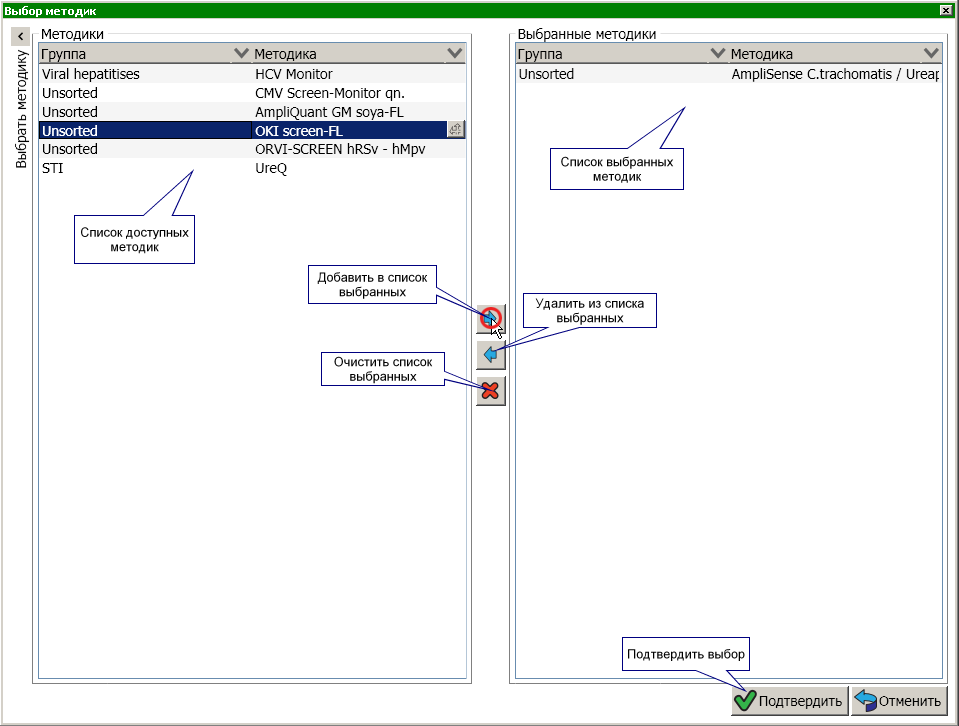 Выбор методик
<
Выбрать методику
Методики
Группа Методика
Viral hepatitises HCV Monitor
Unsorted CMV Screen-Monitor qn.
Unsorted AmpliQuant GM soya-FL
Unsorted OKI screen-FL
Unsorted ORVI-SCREEN hRSv - hMpv
STI UreQ
Список доступных
методик
Добавить в список
выбранных
Очистить список
выбранных
Удалить из списка
выбранных
Выбранные методики
Группа Методика
Unsorted AmpliSense C.trachomatis / Ureap
Список выбранных
методик
Подтвердить выбор
Подтвердить
Отменить